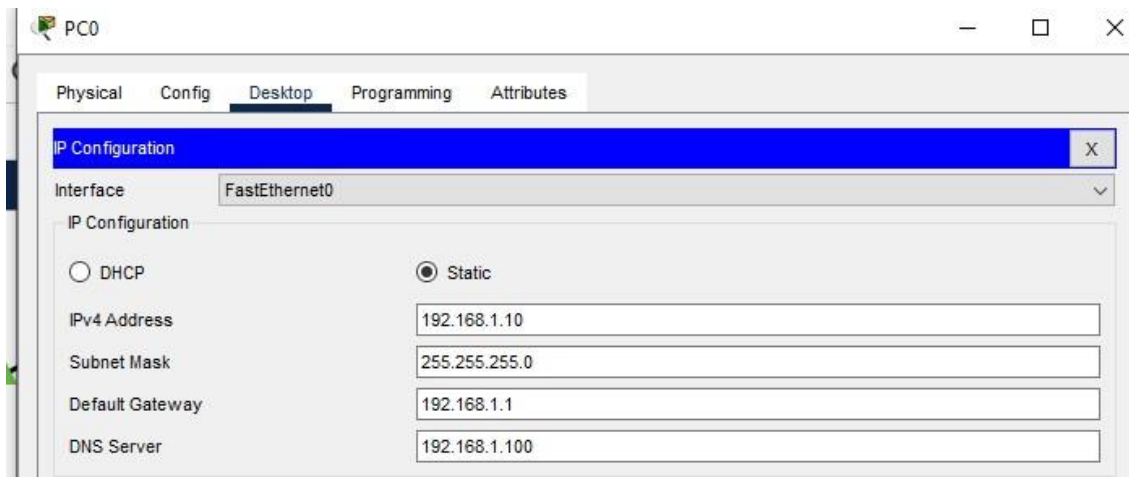 PC0
Physical Config Desktop Programming Attributes
IP Configuration X
Interface FastEthernet0
IP Configuration
DHCP Static
IPv4 Address 192.168.1.10
Subnet Mask 255.255.255.0
Default Gateway 192.168.1.1
DNS Server 192.168.1.100